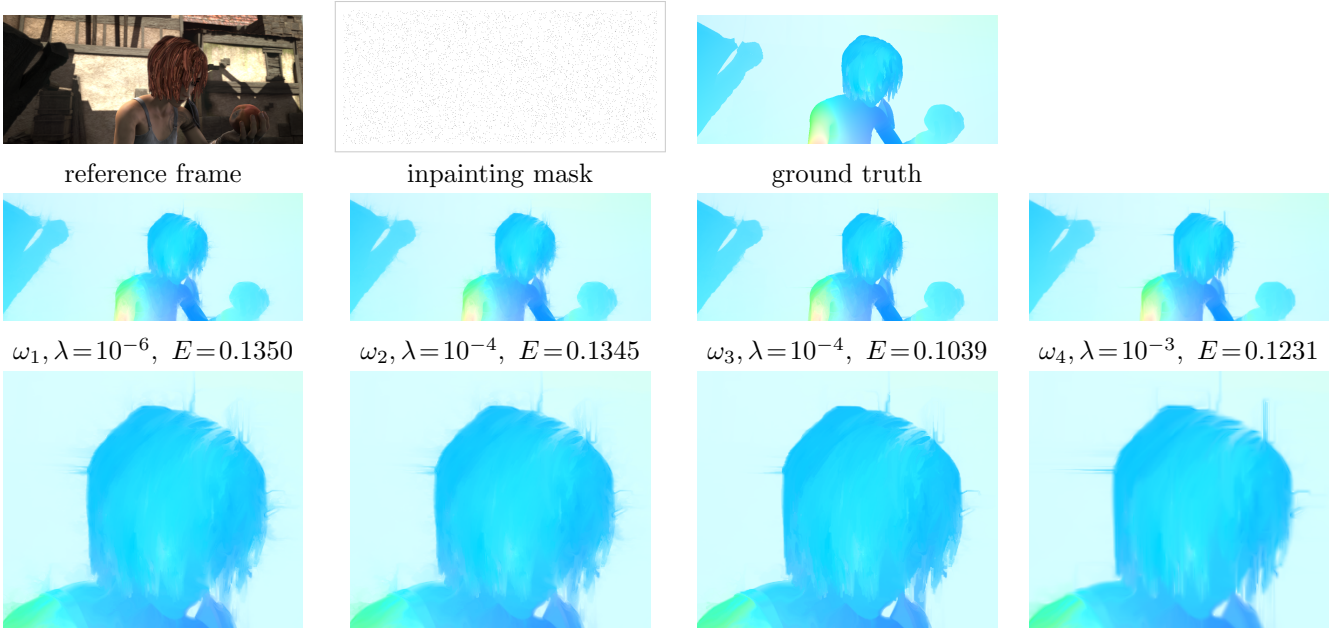 reference frame
inpainting mask
ground truth
ω₁, λ=10⁻⁶, E=0.1350
ω₂, λ=10⁻⁴, E=0.1345
ω₃, λ=10⁻⁴, E=0.1039
ω₄, λ=10⁻³, E=0.1231